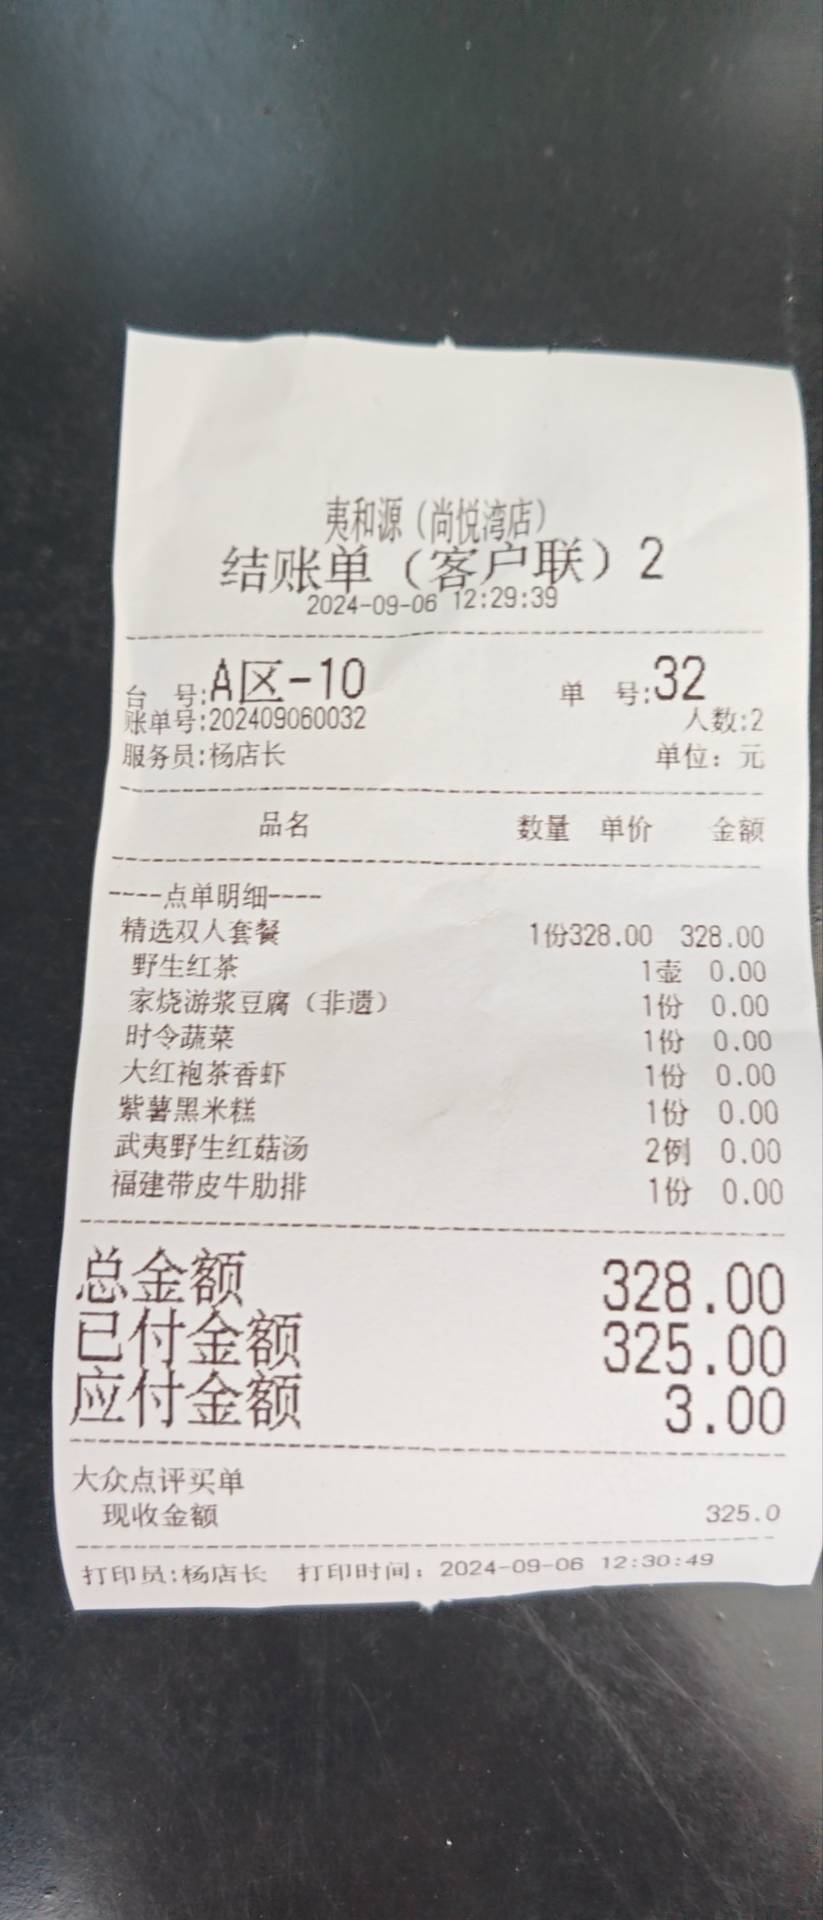 夷和源（尚悦湾店）
结账单（客户联）2
2024-09-06 12:29:39
台 号:A区-10 单 号:32
账单号:202409060032 人数:2
服务员:杨店长 单位：元
品名 数量 单价 金额
----点单明细----
精选双人套餐 1份328.00 328.00
野生红茶 1壶 0.00
家烧游浆豆腐（非遗） 1份 0.00
时令蔬菜 1份 0.00
大红袍茶香虾 1份 0.00
紫薯黑米糕 1份 0.00
武夷野生红菇汤 2例 0.00
福建带皮牛肋排 1份 0.00
总金额 328.00
已付金额 325.00
应付金额 3.00
大众点评买单
现收金额 325.0
打印员:杨店长 打印时间：2024-09-06 12:30:49